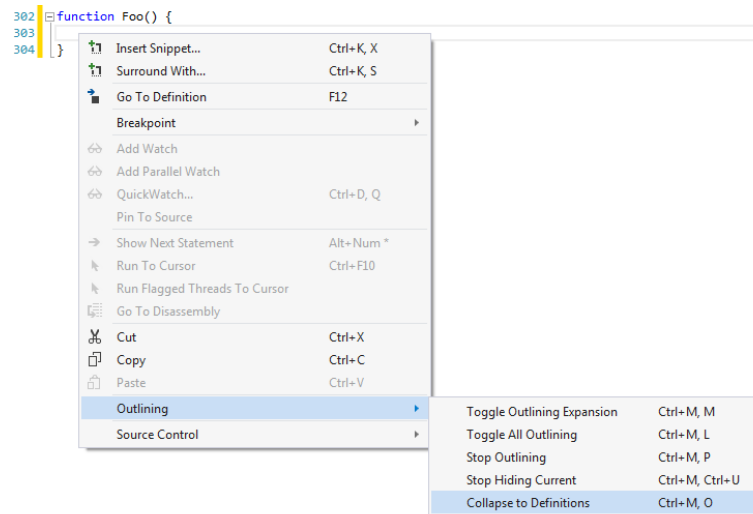 302 function Foo() {
303
304 }
Insert Snippet... Ctrl+K, X
Surround With... Ctrl+K, S
Go To Definition F12
Breakpoint
Add Watch
Add Parallel Watch
QuickWatch... Ctrl+D, Q
Pin To Source
Show Next Statement Alt+Num *
Run To Cursor Ctrl+F10
Run Flagged Threads To Cursor
Go To Disassembly
Cut Ctrl+X
Copy Ctrl+C
Paste Ctrl+V
Outlining
Source Control
Toggle Outlining Expansion Ctrl+M, M
Toggle All Outlining Ctrl+M, L
Stop Outlining Ctrl+M, P
Stop Hiding Current Ctrl+M, Ctrl+U
Collapse to Definitions Ctrl+M, O